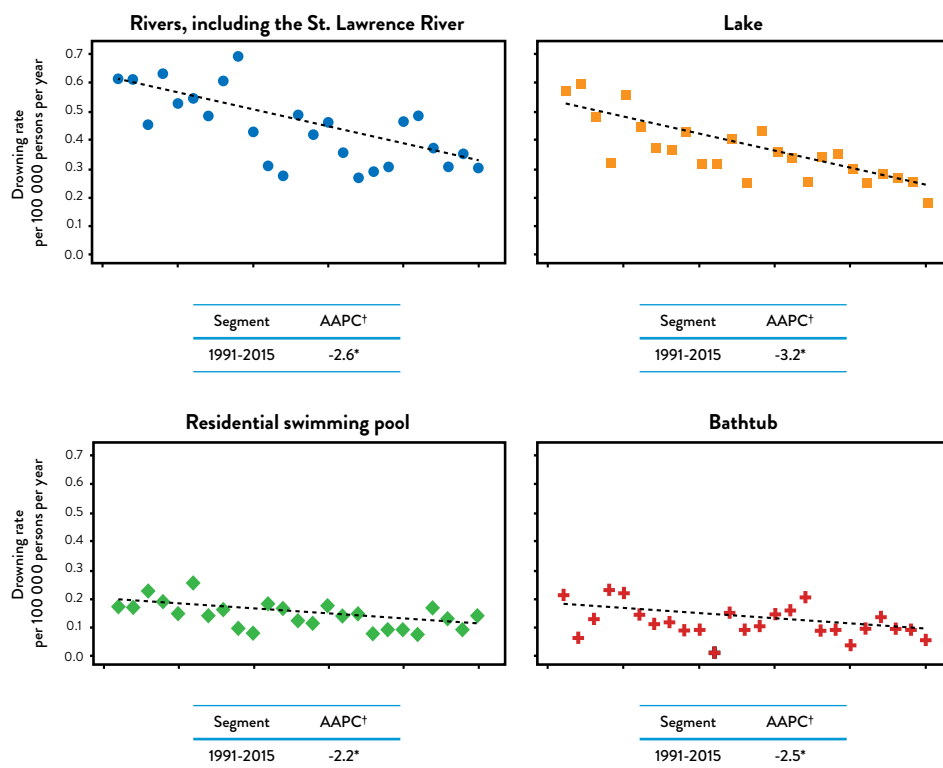 Rivers, including the St. Lawrence River
Drowning rate
per 100 000 persons per year
0.7
0.6
0.5
0.4
0.3
0.2
0.1
0.0
Segment AAPC†
1991-2015 -2.6*
Lake
Segment AAPC†
1991-2015 -3.2*
Residential swimming pool
Drowning rate
per 100 000 persons per year
0.7
0.6
0.5
0.4
0.3
0.2
0.1
0.0
Segment AAPC†
1991-2015 -2.2*
Bathtub
Segment AAPC†
1991-2015 -2.5*